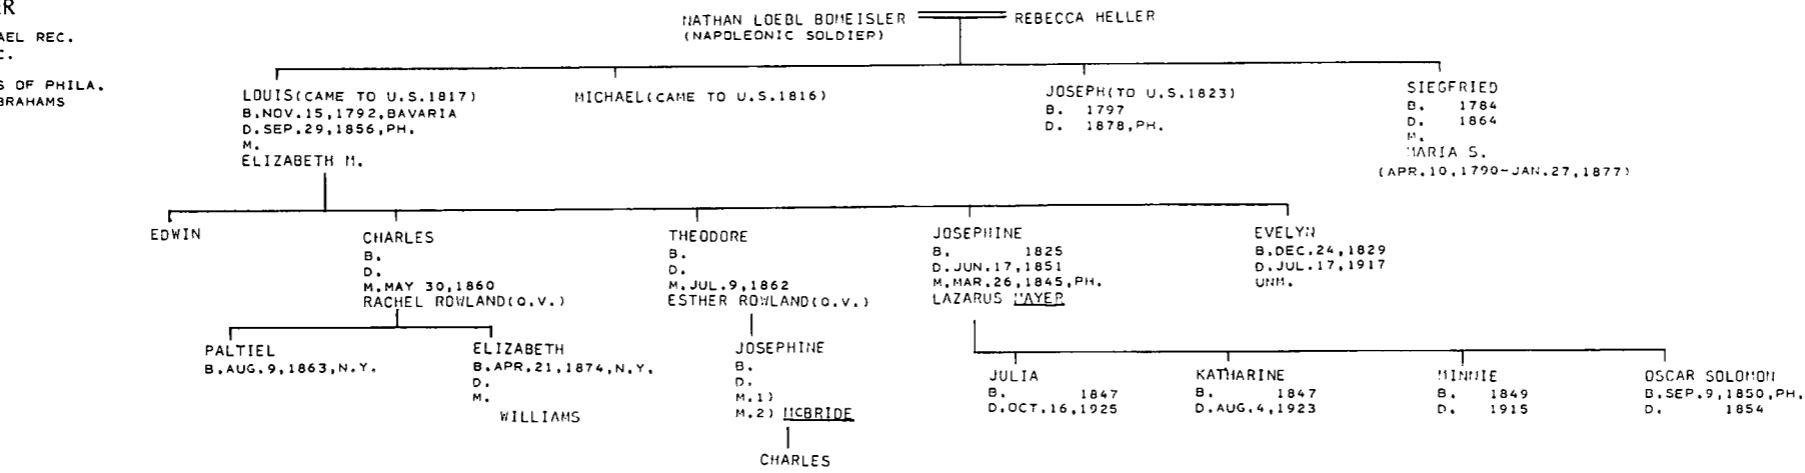 R
AEL REC.
C.
S OF PHILA.
BRAHAMS
NATHAN LOEBL BOMEISLER
REBECCA HELLER
(NAPOLEONIC SOLDIER)
LOUIS(CAME TO U.S.1817)
B.NOV.15,1792,BAVARIA
D.SEP.29,1856,PH.
M.
ELIZABETH M.
MICHAEL(CAME TO U.S.1816)
JOSEPH(TO U.S.1823)
B. 1797
D. 1878,PH.
SIEGFRIED
B. 1784
D. 1864
M.
MARIA S.
(APR.10,1790-JAN.27,1877)
EDWIN
CHARLES
B.
D.
M.MAY 30,1860
RACHEL ROWLAND(Q.V.)
THEODORE
B.
D.
M.JUL.9,1862
ESTHER ROWLAND(Q.V.)
JOSEPHINE
B. 1825
D.JUN.17,1851
M.MAR.26,1845,PH.
LAZARUS MAYER
EVELYN
B.DEC.24,1829
D.JUL.17,1917
UNM.
PALTIEL
B.AUG.9,1863,N.Y.
ELIZABETH
B.APR.21,1874,N.Y.
D.
M.
WILLIAMS
JOSEPHINE
B.
D.
M.1)
M.2) MCBRIDE
CHARLES
JULIA
B. 1847
D.OCT.16,1925
KATHARINE
B. 1847
D.AUG.4,1923
MINNIE
B. 1849
D. 1915
OSCAR SOLOMON
B.SEP.9,1850,PH.
D. 1854